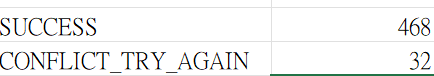 SUCCESS 468
CONFLICT_TRY_AGAIN 32